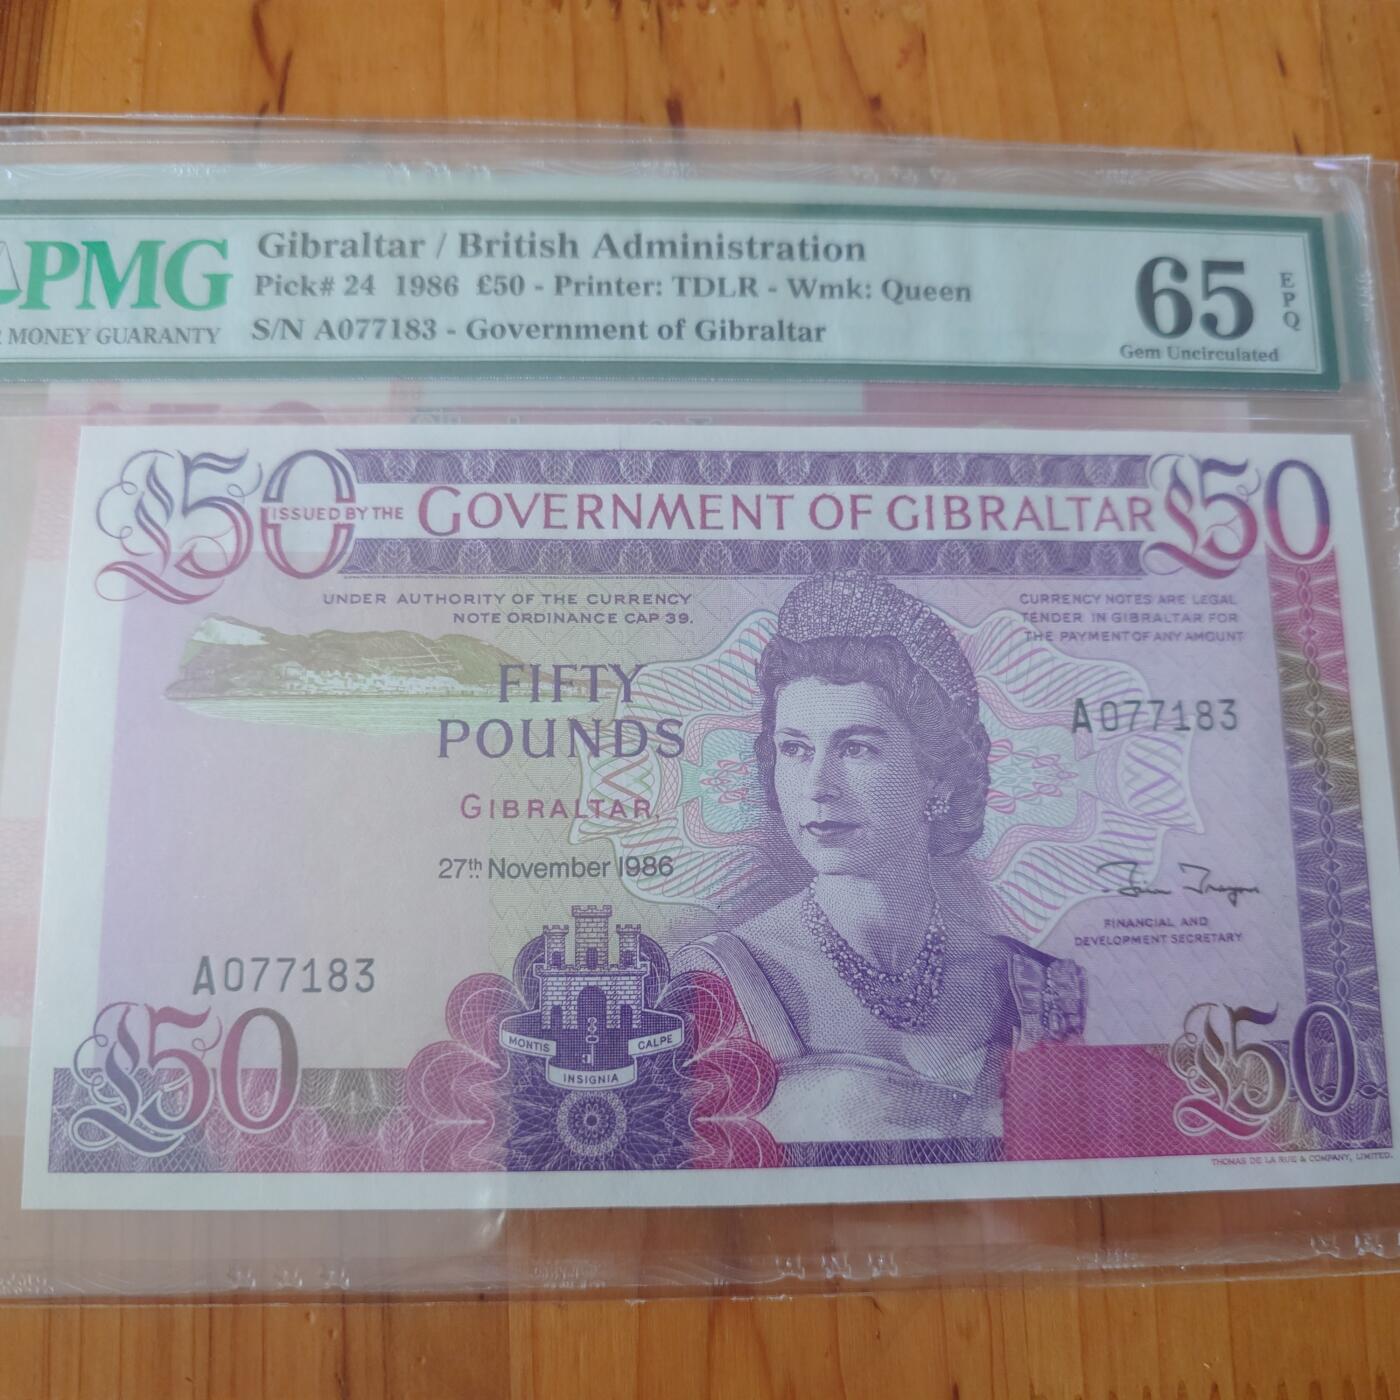 PMG
MONEY GUARANTY
Gibraltar / British Administration
Pick# 24 1986 £50 - Printer: TDLR - Wmk: Queen
S/N A077183 - Government of Gibraltar
65
EPQ
Gem Uncirculated
£50
ISSUED BY THE GOVERNMENT OF GIBRALTAR
£50
UNDER AUTHORITY OF THE CURRENCY
NOTE ORDINANCE CAP 39.
CURRENCY NOTES ARE LEGAL
TENDER IN GIBRALTAR FOR
THE PAYMENT OF ANY AMOUNT
FIFTY
POUNDS
A077183
GIBRALTAR,
27th November 1986
FINANCIAL AND
DEVELOPMENT SECRETARY
A077183
£50
MONTIS
CALPE
INSIGNIA
£50
THOMAS DE LA RUE & COMPANY, LIMITED.